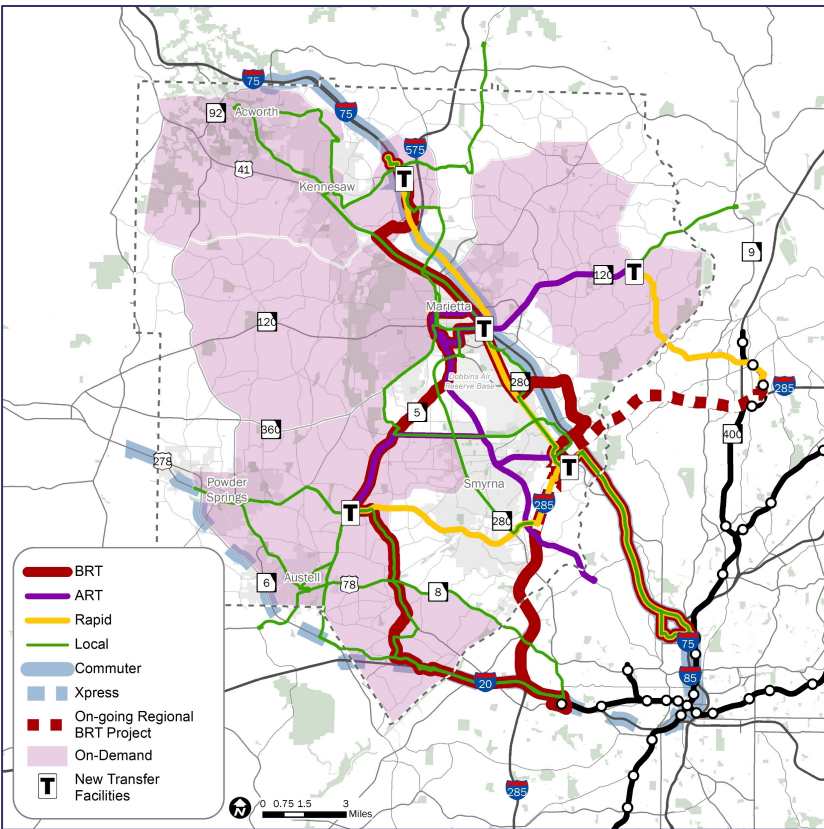 75
92
Acworth
75
575
41
T
Kennesaw
9
120
T
Marietta
120
T
Dobbins Air
Reserve Base
280
285
5
360
400
278
T
Powder
Springs
Smyrna
285
T
280
6
Austell
78
8
BRT
ART
Rapid
Local
Commuter
Xpress
On-going Regional
BRT Project
On-Demand
T
New Transfer
Facilities
75
85
20
285
N
0 0.75 1.5 3
Miles